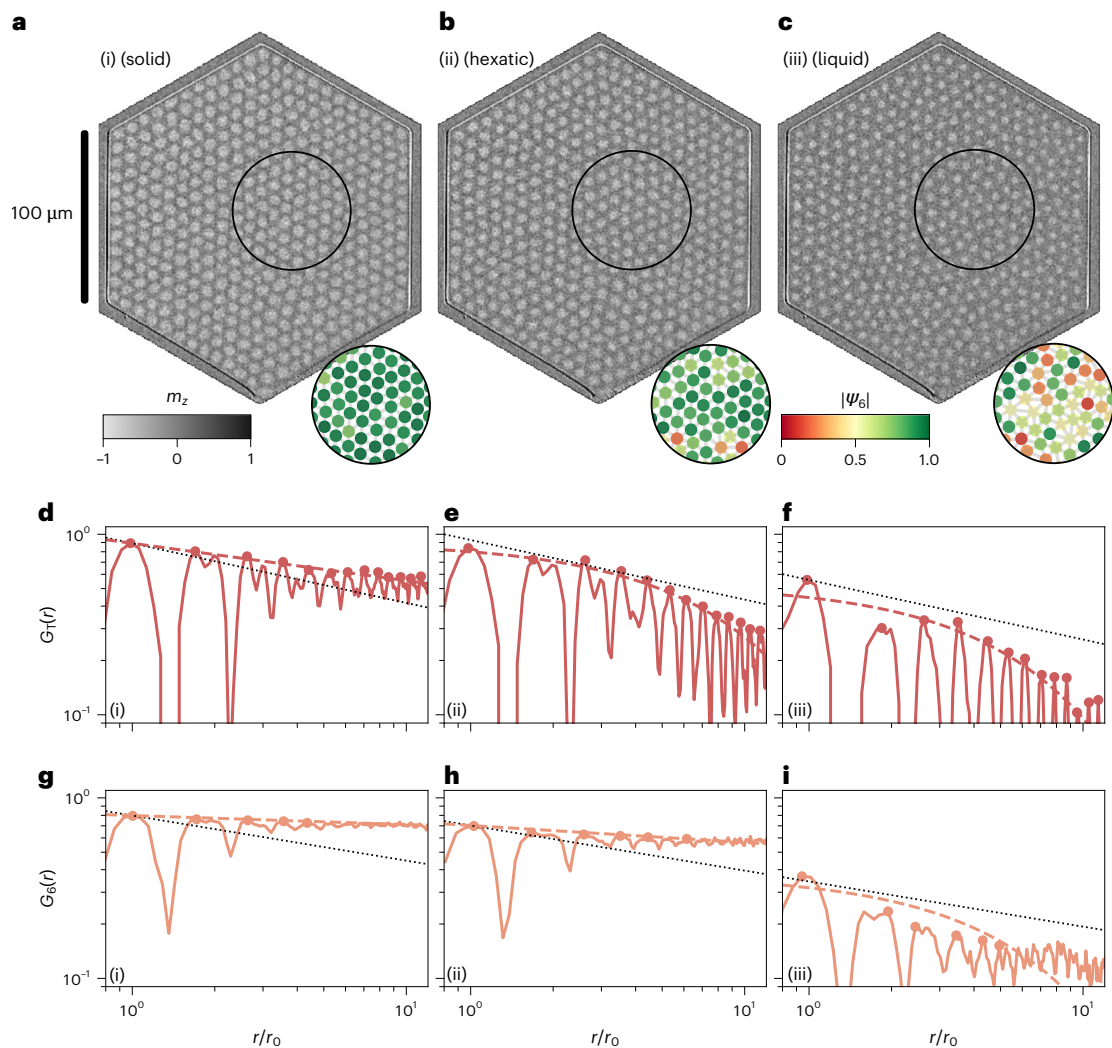 a
b
c
(i) (solid)
(ii) (hexatic)
(iii) (liquid)
100 μm
m_z
−1
0
1
|Ψ_6|
0
0.5
1.0
d
e
f
10^0
G_T(r)
10^−1
(i)
(ii)
(iii)
g
h
i
10^0
G_6(r)
10^−1
(i)
(ii)
(iii)
10^0
10^1
10^0
10^1
10^0
10^1
r/r_0
r/r_0
r/r_0